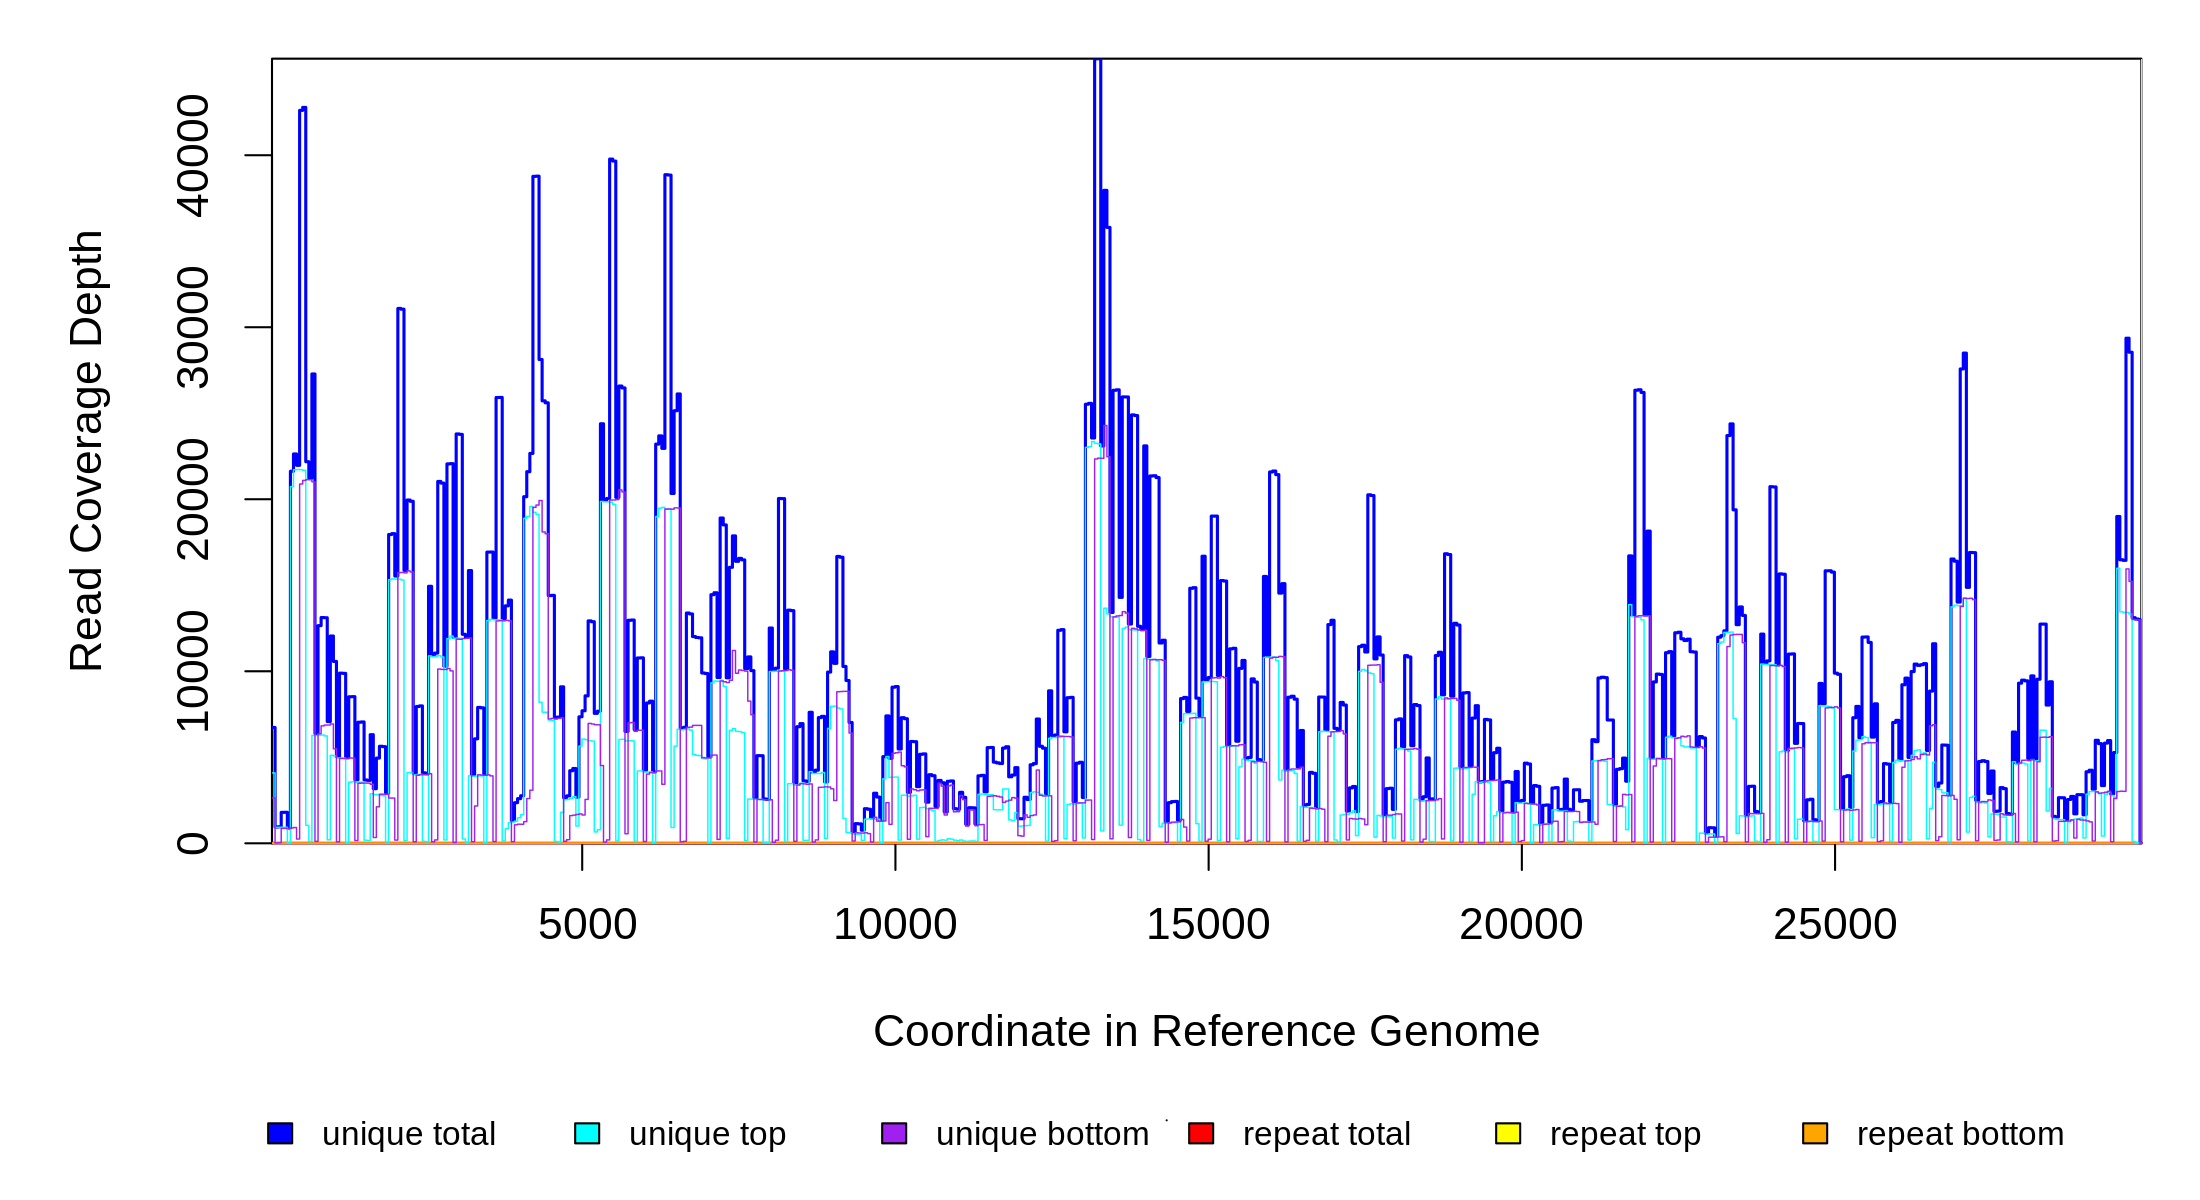 Read Coverage Depth
40000
30000
20000
10000
0
5000 10000 15000 20000 25000
Coordinate in Reference Genome
unique total unique top unique bottom repeat total repeat top repeat bottom